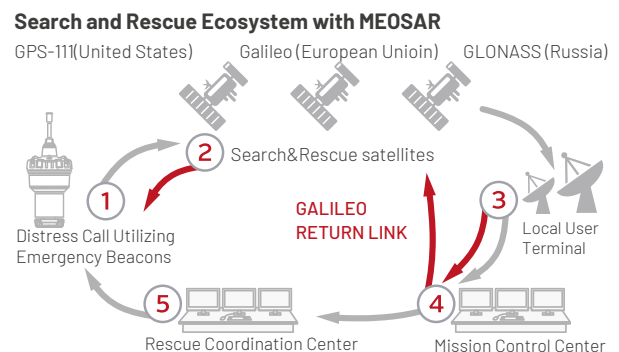 Search and Rescue Ecosystem with MEOSAR
GPS-111(United States)
Galileo (European Unioin)
GLONASS (Russia)
2
Search&Rescue satellites
1
3
GALILEO
RETURN LINK
Distress Call Utilizing
Emergency Beacons
Local User
Terminal
5
4
Rescue Coordination Center
Mission Control Center